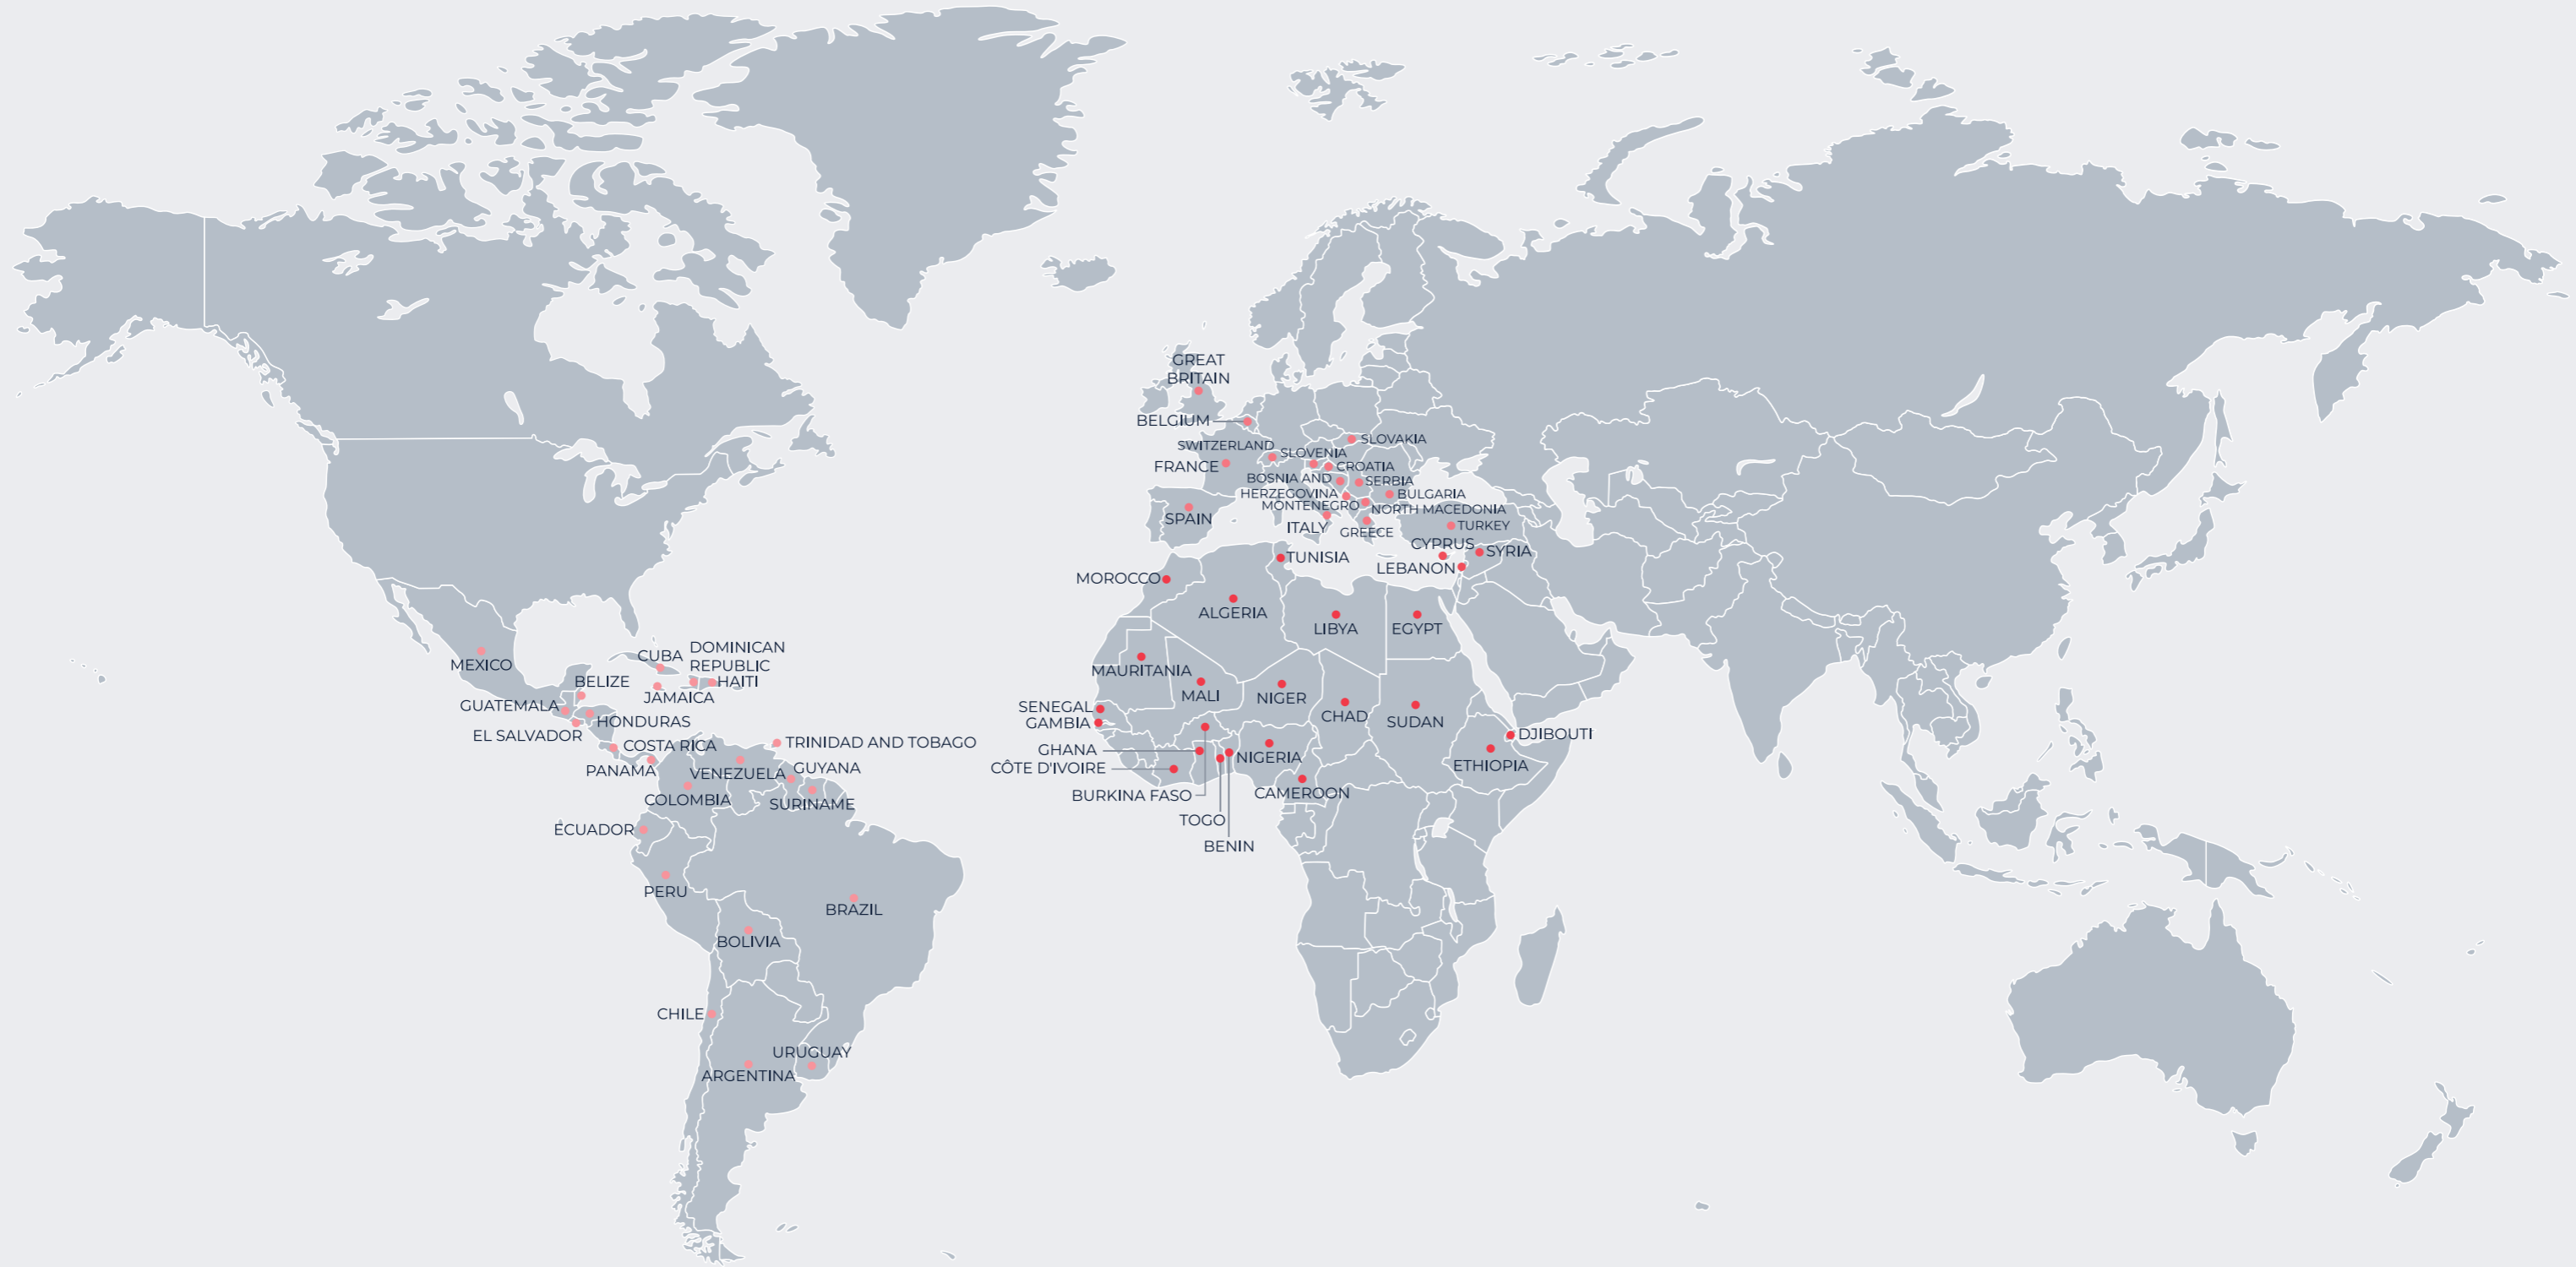 GREAT
BRITAIN
BELGIUM
SWITZERLAND
SLOVAKIA
SLOVENIA
FRANCE
CROATIA
BOSNIA AND
HERZEGOVINA
SERBIA
BULGARIA
MONTENEGRO
NORTH MACEDONIA
SPAIN
ITALY
GREECE
TURKEY
CYPRUS
SYRIA
LEBANON
TUNISIA
MOROCCO
ALGERIA
LIBYA
EGYPT
MEXICO
CUBA
DOMINICAN
REPUBLIC
HAITI
JAMAICA
BELIZE
GUATEMALA
HONDURAS
EL SALVADOR
COSTA RICA
PANAMA
TRINIDAD AND TOBAGO
VENEZUELA
GUYANA
COLOMBIA
SURINAME
ECUADOR
PERU
BRAZIL
BOLIVIA
CHILE
URUGUAY
ARGENTINA
MAURITANIA
MALI
NIGER
CHAD
SUDAN
SENEGAL
GAMBIA
GHANA
CÔTE D'IVOIRE
BURKINA FASO
TOGO
BENIN
NIGERIA
CAMEROON
DJIBOUTI
ETHIOPIA